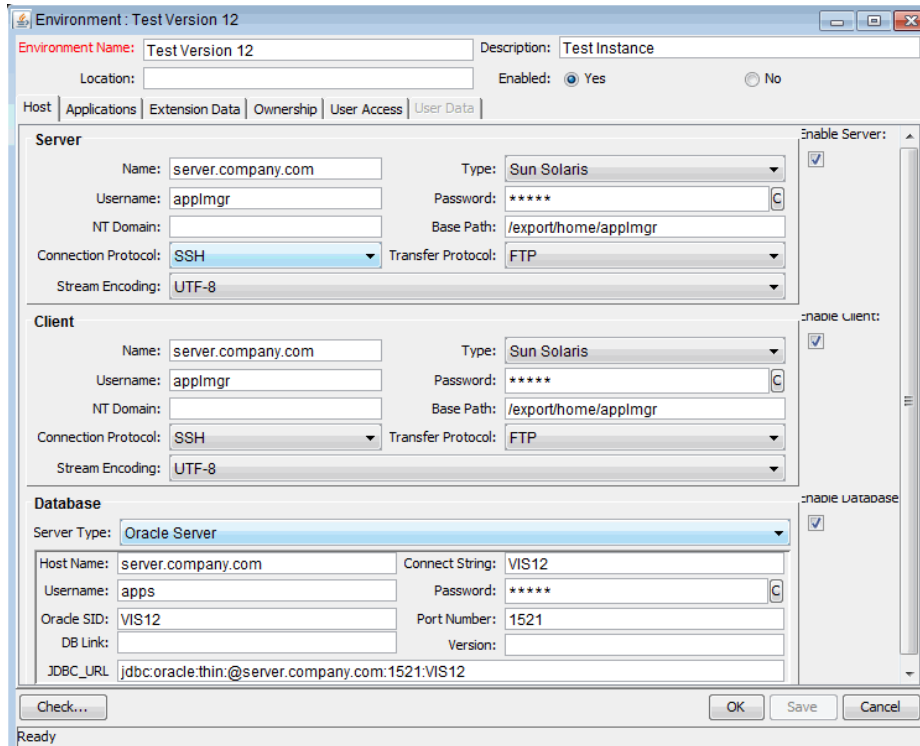 Environment : Test Version 12
Environment Name: Test Version 12 Description: Test Instance
Location: Enabled: Yes No
Host Applications Extension Data Ownership User Access User Data
Server Enable Server:
Name: server.company.com Type: Sun Solaris
Username: applmgr Password: ***** C
NT Domain: Base Path: /export/home/applmgr
Connection Protocol: SSH Transfer Protocol: FTP
Stream Encoding: UTF-8
Client Enable Client:
Name: server.company.com Type: Sun Solaris
Username: applmgr Password: ***** C
NT Domain: Base Path: /export/home/applmgr
Connection Protocol: SSH Transfer Protocol: FTP
Stream Encoding: UTF-8
Database Enable Database
Server Type: Oracle Server
Host Name: server.company.com Connect String: VIS12
Username: apps Password: ***** C
Oracle SID: VIS12 Port Number: 1521
DB Link: Version:
JDBC_URL jdbc:oracle:thin:@server.company.com:1521:VIS12
Check... OK Save Cancel
Ready